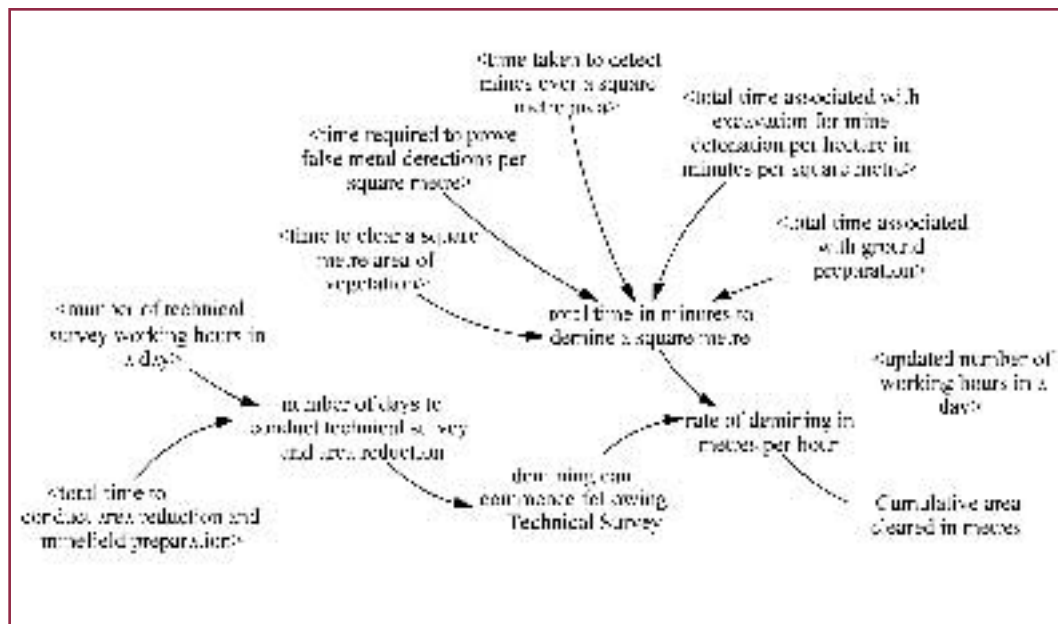 <time taken to detect
mines over a square
metre
<total time associated with
excavation for mine
detonation per hectare in
minutes per square metre>
<time required to prove
false metal detections per
square metre>
<total time associated
with ground
preparation>
<time to clear a square
metre area of
vegetation>
total time in minutes to
demine a square metre
<number of technical
survey working hours in
a day>
<updated number of
working hours in a
day>
number of days to
conduct technical survey
and area reduction
rate of demining in
metres per hour
demining can
commence following
Technical Survey
<total time to
conduct area reduction and
minefield preparation>
Cumulative area
cleared in metres